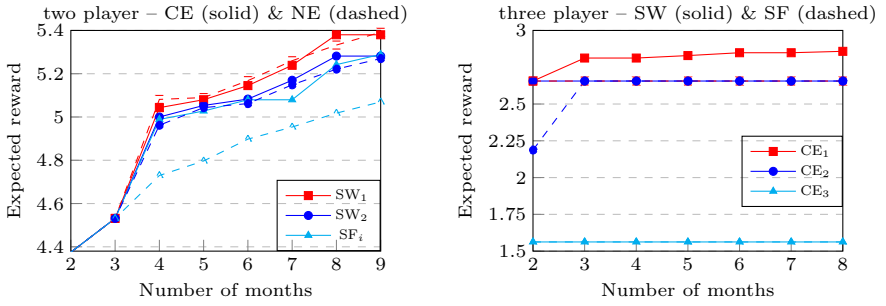 two player – CE (solid) & NE (dashed)
Expected reward
5.4
5.2
5
4.8
4.6
4.4
2 3 4 5 6 7 8 9
Number of months
SW1
SW2
SFi
three player – SW (solid) & SF (dashed)
Expected reward
3
2.75
2.5
2.25
2
1.75
1.5
2 3 4 5 6 7 8
Number of months
CE1
CE2
CE3